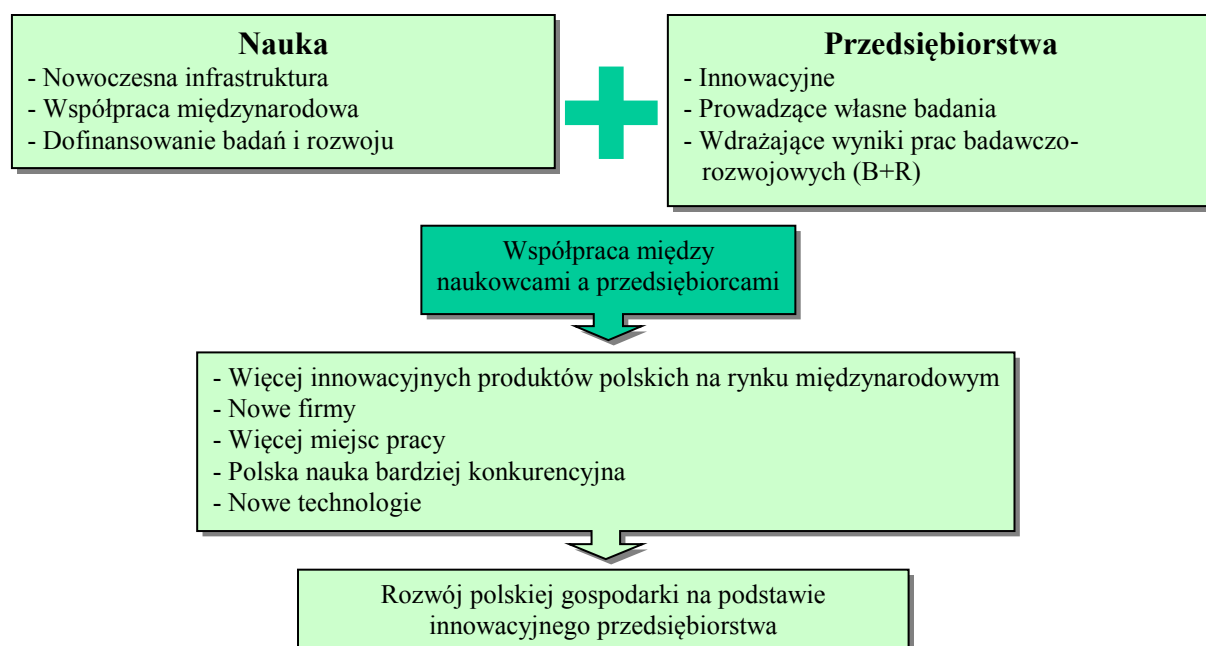 Nauka
- Nowoczesna infrastruktura
- Współpraca międzynarodowa
- Dofinansowanie badań i rozwoju
Przedsiębiorstwa
- Innowacyjne
- Prowadzące własne badania
- Wdrażające wyniki prac badawczo-
rozwojowych (B+R)
Współpraca między
naukowcami a przedsiębiorcami
- Więcej innowacyjnych produktów polskich na rynku międzynarodowym
- Nowe firmy
- Więcej miejsc pracy
- Polska nauka bardziej konkurencyjna
- Nowe technologie
Rozwój polskiej gospodarki na podstawie
innowacyjnego przedsiębiorstwa